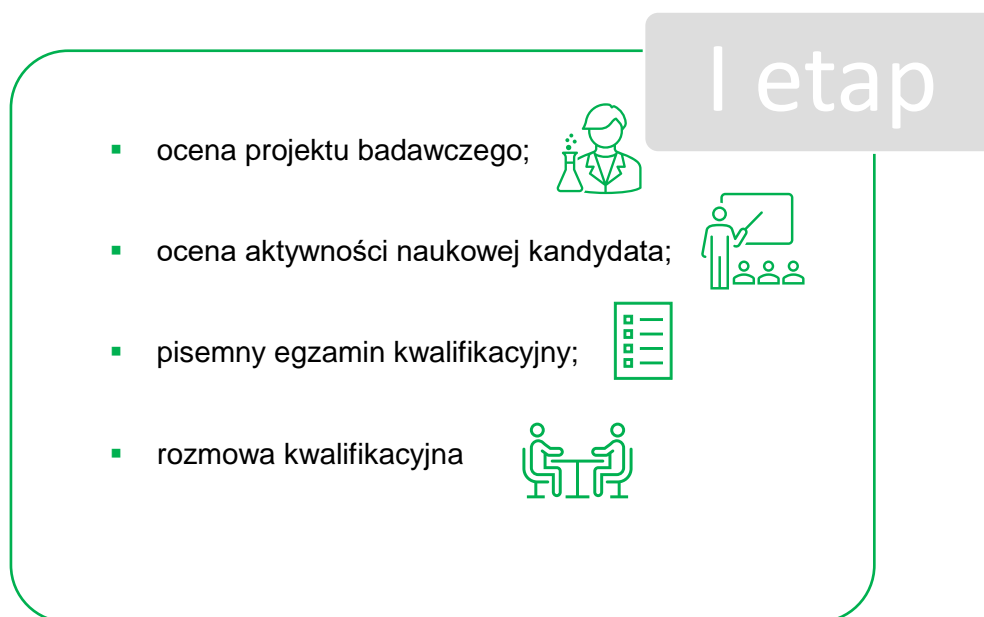 I etap
ocena projektu badawczego;
ocena aktywności naukowej kandydata;
pisemny egzamin kwalifikacyjny;
rozmowa kwalifikacyjna